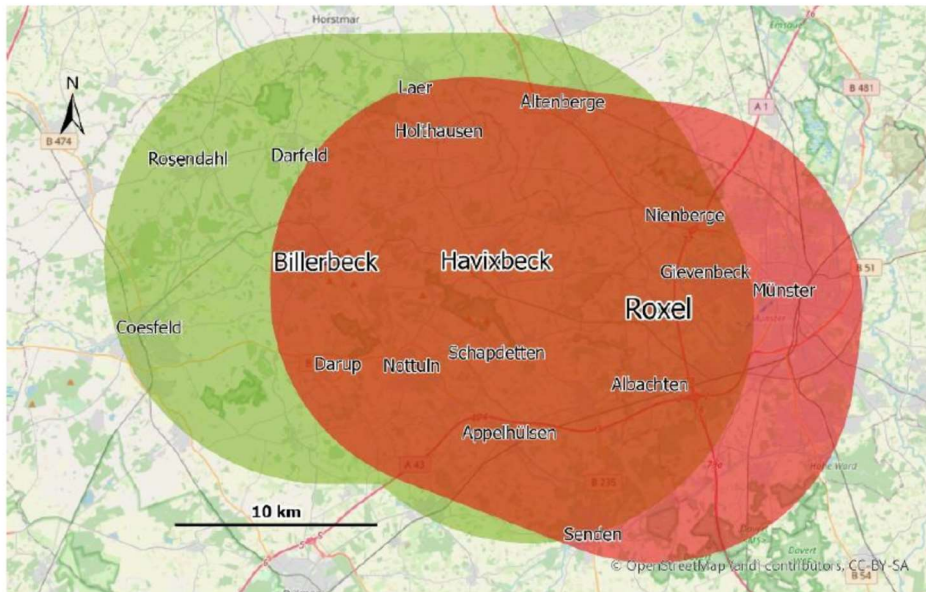 Horstmar
N
B 474
Laer
Altenberge
A 1
B 481
Holthausen
Rosendahl
Darfeld
Nienberge
Billerbeck
Havixbeck
Gievenbeck
B 51
Münster
Roxel
Coesfeld
Schapdetten
Darup
Nottuln
Albachten
Appelhülsen
A 43
B 235
10 km
Senden
© OpenStreetMap (and) contributors, CC-BY-SA
B 54